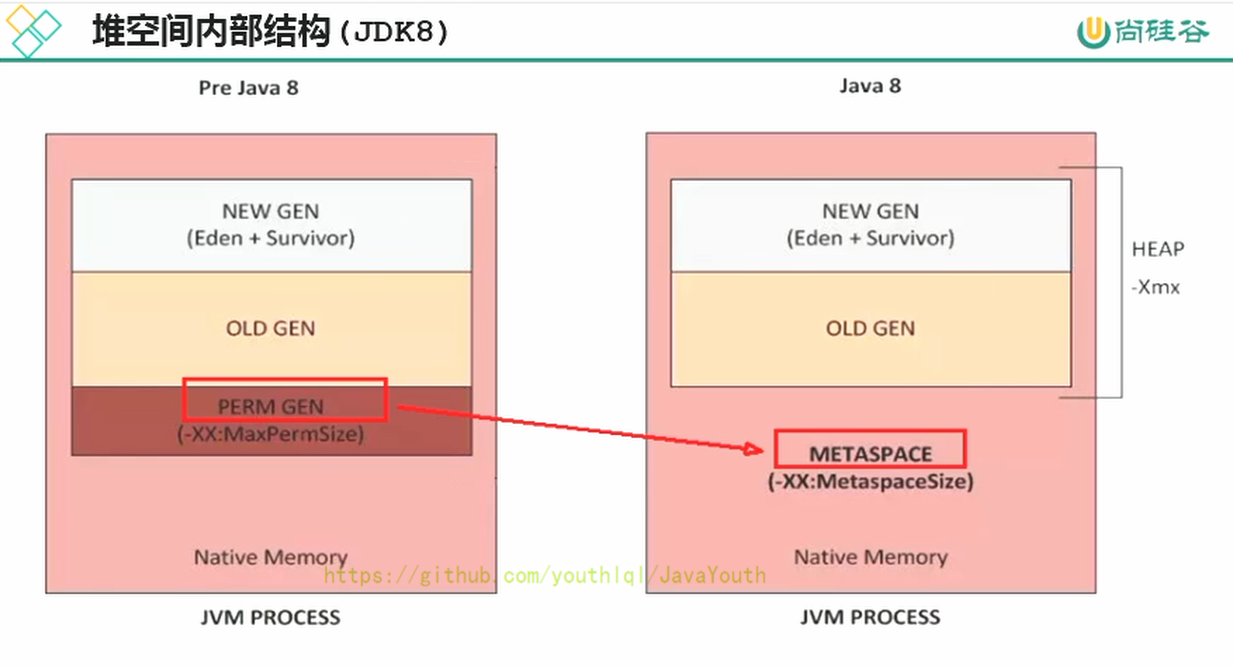 堆空间内部结构(JDK8)
尚硅谷
Pre Java 8
NEW GEN
(Eden + Survivor)
OLD GEN
PERM GEN
(-XX:MaxPermSize)
Native Memory
JVM PROCESS
Java 8
NEW GEN
(Eden + Survivor)
OLD GEN
HEAP
-Xmx
METASPACE
(-XX:MetaspaceSize)
Native Memory
JVM PROCESS
https://github.com/youthlql/JavaYouth